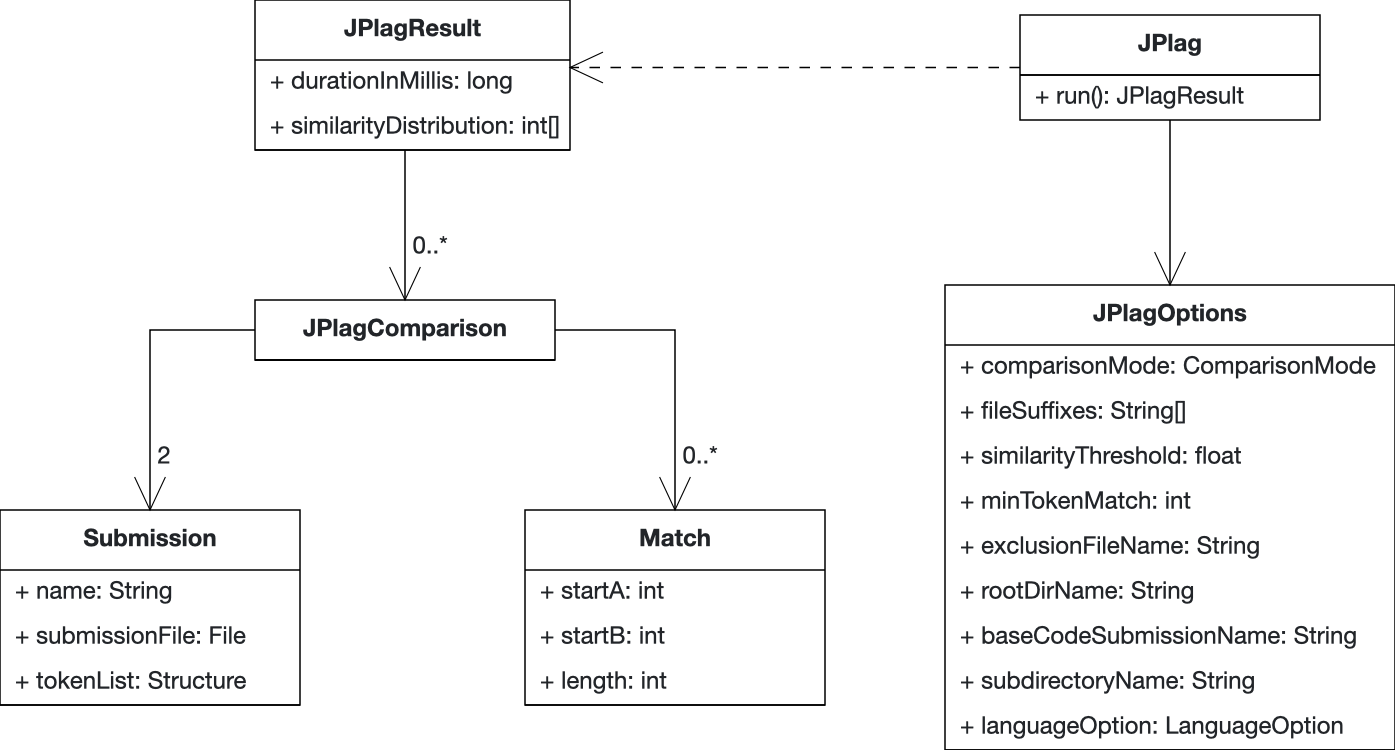 JPlagResult
+ durationInMillis: long
+ similarityDistribution: int[]
JPlag
+ run(): JPlagResult
0..*
JPlagComparison
2
0..*
Submission
+ name: String
+ submissionFile: File
+ tokenList: Structure
Match
+ startA: int
+ startB: int
+ length: int
JPlagOptions
+ comparisonMode: ComparisonMode
+ fileSuffixes: String[]
+ similarityThreshold: float
+ minTokenMatch: int
+ exclusionFileName: String
+ rootDirName: String
+ baseCodeSubmissionName: String
+ subdirectoryName: String
+ languageOption: LanguageOption